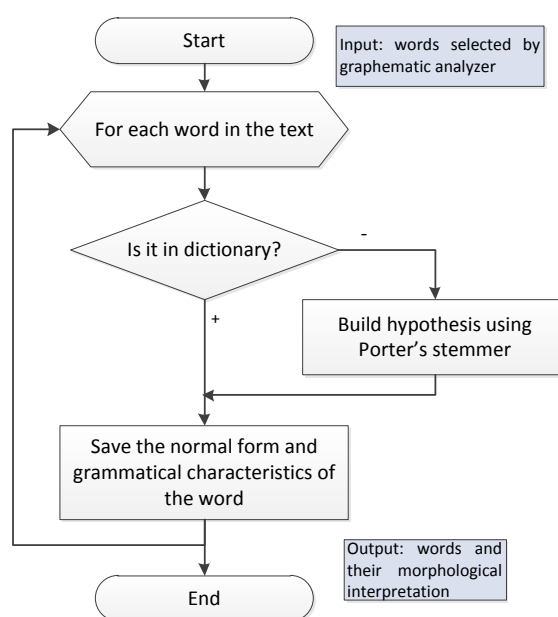 Start
Input: words selected by
graphematic analyzer
For each word in the text
Is it in dictionary?
-
+
Build hypothesis using
Porter’s stemmer
Save the normal form and
grammatical characteristics of
the word
Output: words and
their morphological
interpretation
End